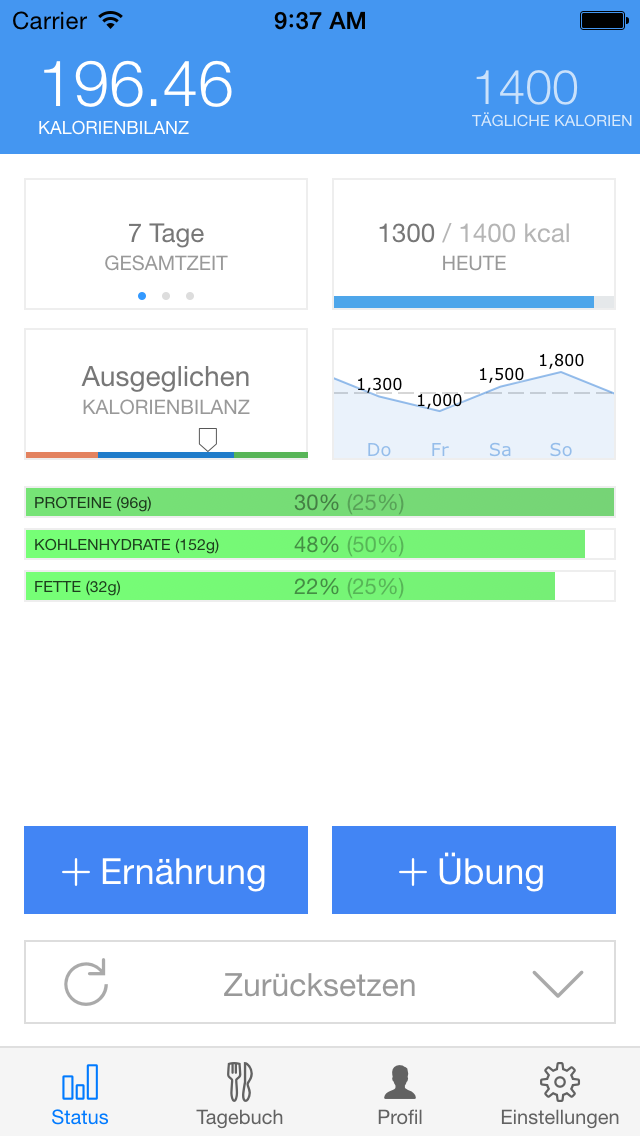 Carrier 9:37 AM
196.46
KALORIENBILANZ
1400
TÄGLICHE KALORIEN
7 Tage
GESAMTZEIT
1300 / 1400 kcal
HEUTE
Ausgeglichen
KALORIENBILANZ
1,300 1,000 1,500 1,800
Do Fr Sa So
PROTEINE (96g) 30% (25%)
KOHLENHYDRATE (152g) 48% (50%)
FETTE (32g) 22% (25%)
+ Ernährung
+ Übung
Zurücksetzen
Status Tagebuch Profil Einstellungen